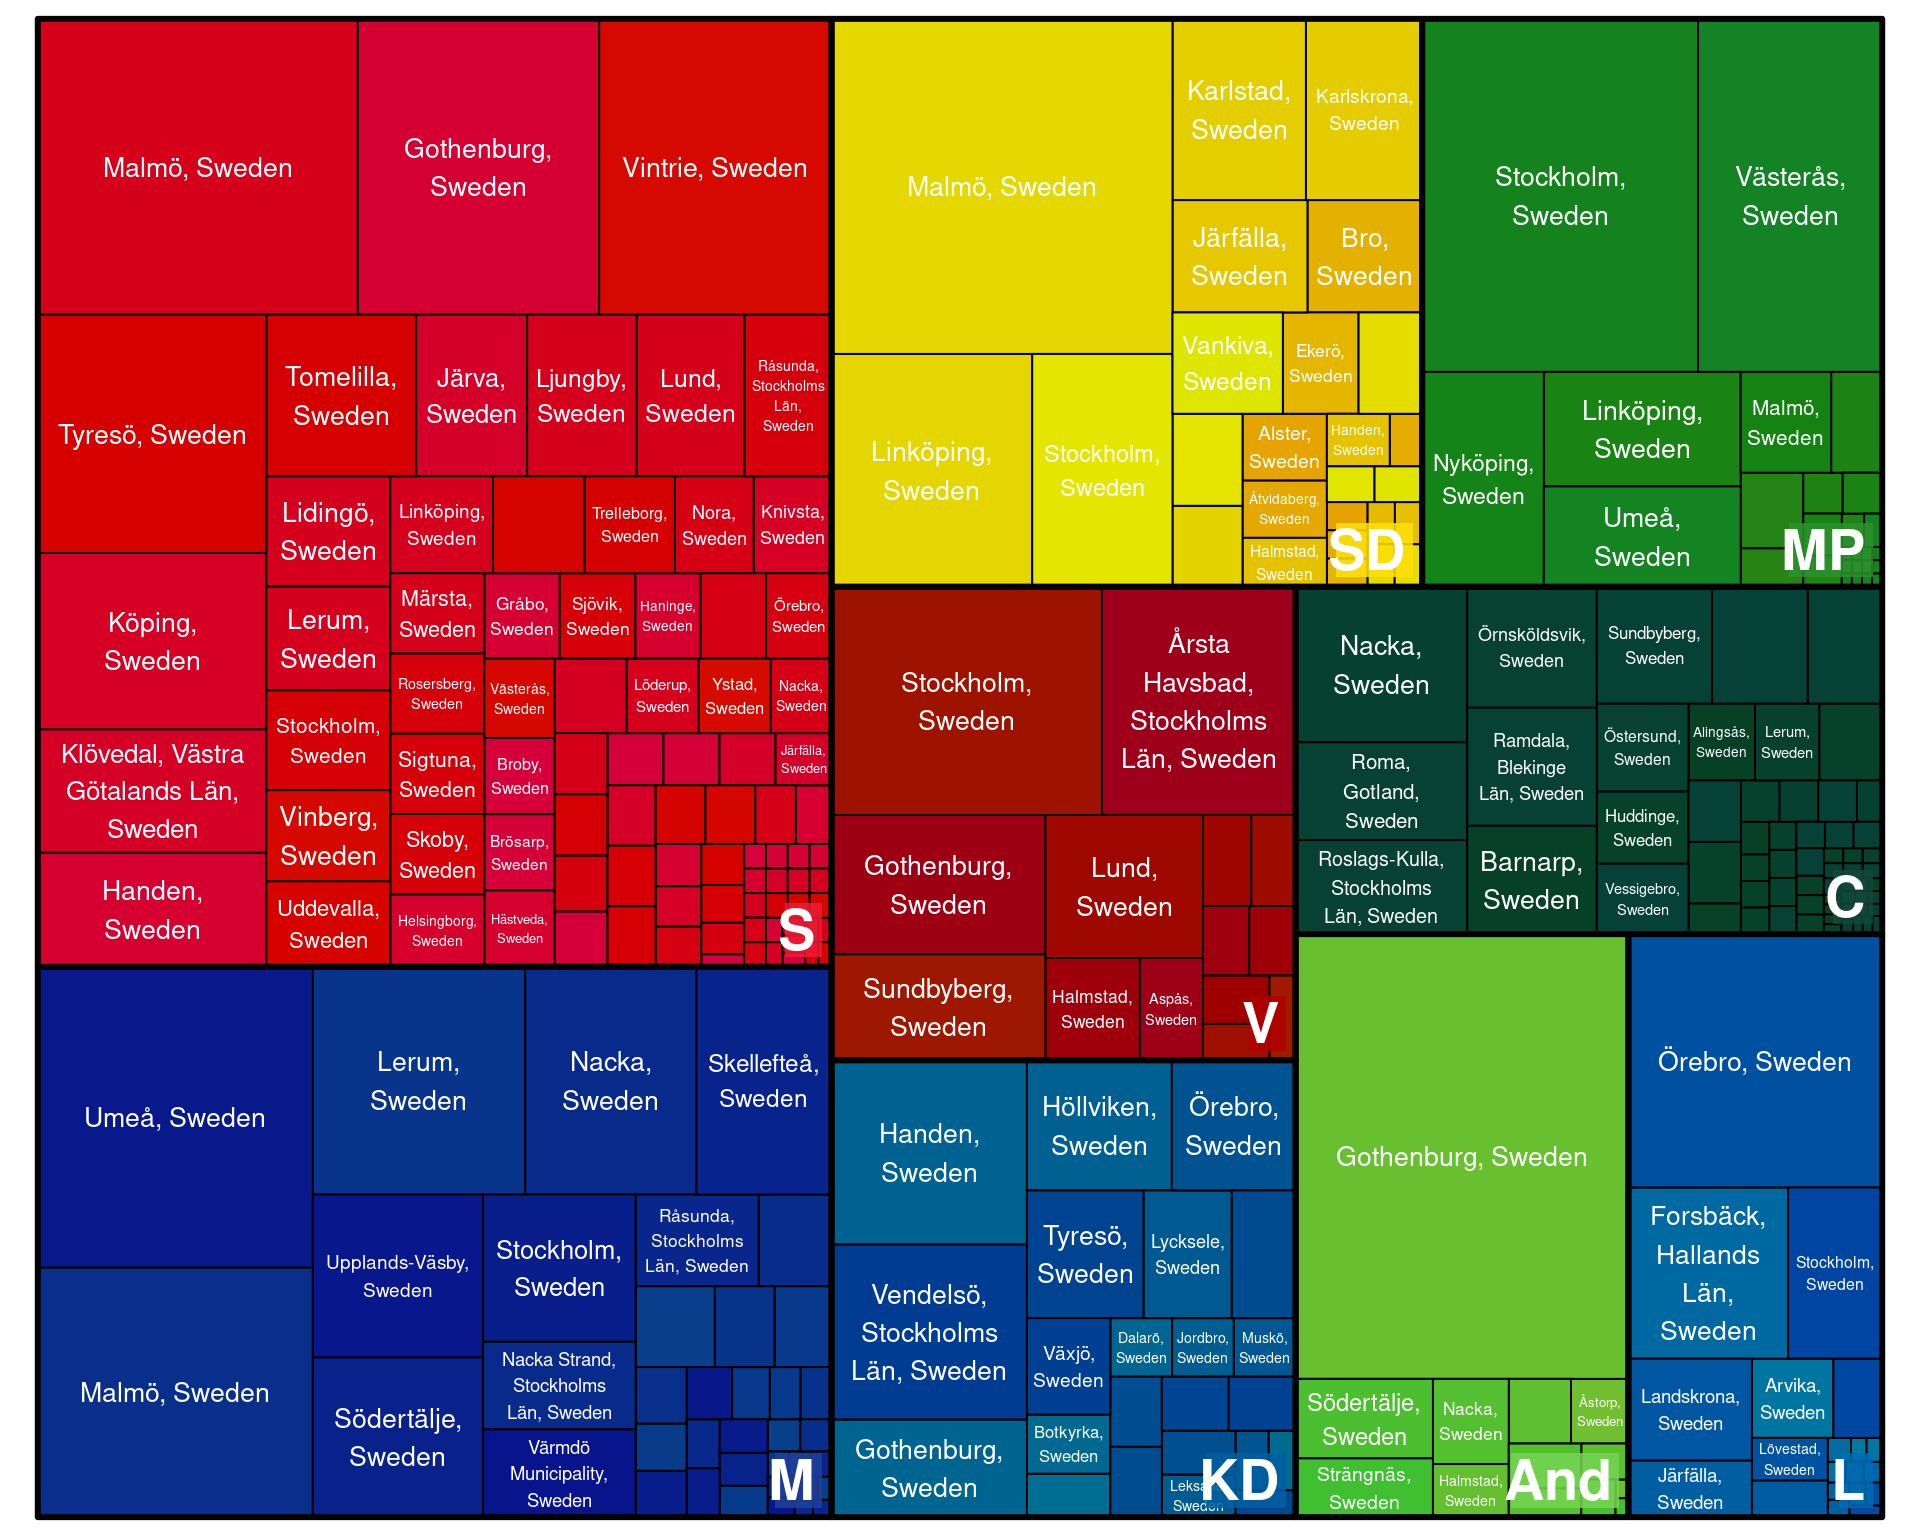 Malmö, Sweden
Gothenburg,
Sweden
Vintrie, Sweden
Tyresö, Sweden
Tomelilla,
Sweden
Järva,
Sweden
Ljungby,
Sweden
Lund,
Sweden
Råsunda,
Stockholms
Län,
Sweden
Lidingö,
Sweden
Linköping,
Sweden
Trelleborg,
Sweden
Nora,
Sweden
Knivsta,
Sweden
Köping,
Sweden
Lerum,
Sweden
Märsta,
Sweden
Gråbo,
Sweden
Sjövik,
Sweden
Haninge,
Sweden
Örebro,
Sweden
Rosersberg,
Sweden
Västerås,
Sweden
Löderup,
Sweden
Ystad,
Sweden
Nacka,
Sweden
Klövedal, Västra
Götalands Län,
Sweden
Stockholm,
Sweden
Sigtuna,
Sweden
Broby,
Sweden
Järfälla,
Sweden
Vinberg,
Sweden
Skoby,
Sweden
Brösarp,
Sweden
Handen,
Sweden
Uddevalla,
Sweden
Helsingborg,
Sweden
Hästveda,
Sweden
S
Malmö, Sweden
Karlstad,
Sweden
Karlskrona,
Sweden
Järfälla,
Sweden
Bro,
Sweden
Vankiva,
Sweden
Ekerö,
Sweden
Linköping,
Sweden
Stockholm,
Sweden
Alster,
Sweden
Handen,
Sweden
Åtvidaberg,
Sweden
Halmstad,
Sweden
SD
Stockholm,
Sweden
Västerås,
Sweden
Nyköping,
Sweden
Linköping,
Sweden
Malmö,
Sweden
Umeå,
Sweden
MP
Stockholm,
Sweden
Årsta
Havsbad,
Stockholms
Län, Sweden
Gothenburg,
Sweden
Lund,
Sweden
Sundbyberg,
Sweden
Halmstad,
Sweden
Aspås,
Sweden
V
Nacka,
Sweden
Örnsköldsvik,
Sweden
Sundbyberg,
Sweden
Roma,
Gotland,
Sweden
Ramdala,
Blekinge
Län, Sweden
Östersund,
Sweden
Alingsås,
Sweden
Lerum,
Sweden
Roslags-Kulla,
Stockholms
Län, Sweden
Barnarp,
Sweden
Huddinge,
Sweden
Vessigebro,
Sweden
C
Umeå, Sweden
Lerum,
Sweden
Nacka,
Sweden
Skellefteå,
Sweden
Malmö, Sweden
Upplands-Väsby,
Sweden
Stockholm,
Sweden
Råsunda,
Stockholms
Län, Sweden
Södertälje,
Sweden
Nacka Strand,
Stockholms
Län, Sweden
Värmdö
Municipality,
Sweden
M
Handen,
Sweden
Höllviken,
Sweden
Örebro,
Sweden
Vendelsö,
Stockholms
Län, Sweden
Tyresö,
Sweden
Lycksele,
Sweden
Växjö,
Sweden
Dalarö,
Sweden
Jordbro,
Sweden
Muskö,
Sweden
Gothenburg,
Sweden
Botkyrka,
Sweden
Sweden
KD
Gothenburg, Sweden
Södertälje,
Sweden
Nacka,
Sweden
Åstorp,
Sweden
Strängnäs,
Sweden
Halmstad,
Sweden
And
Örebro, Sweden
Forsbäck,
Hallands
Län,
Sweden
Stockholm,
Sweden
Landskrona,
Sweden
Arvika,
Sweden
Lövestad,
Sweden
Järfälla,
Sweden
L